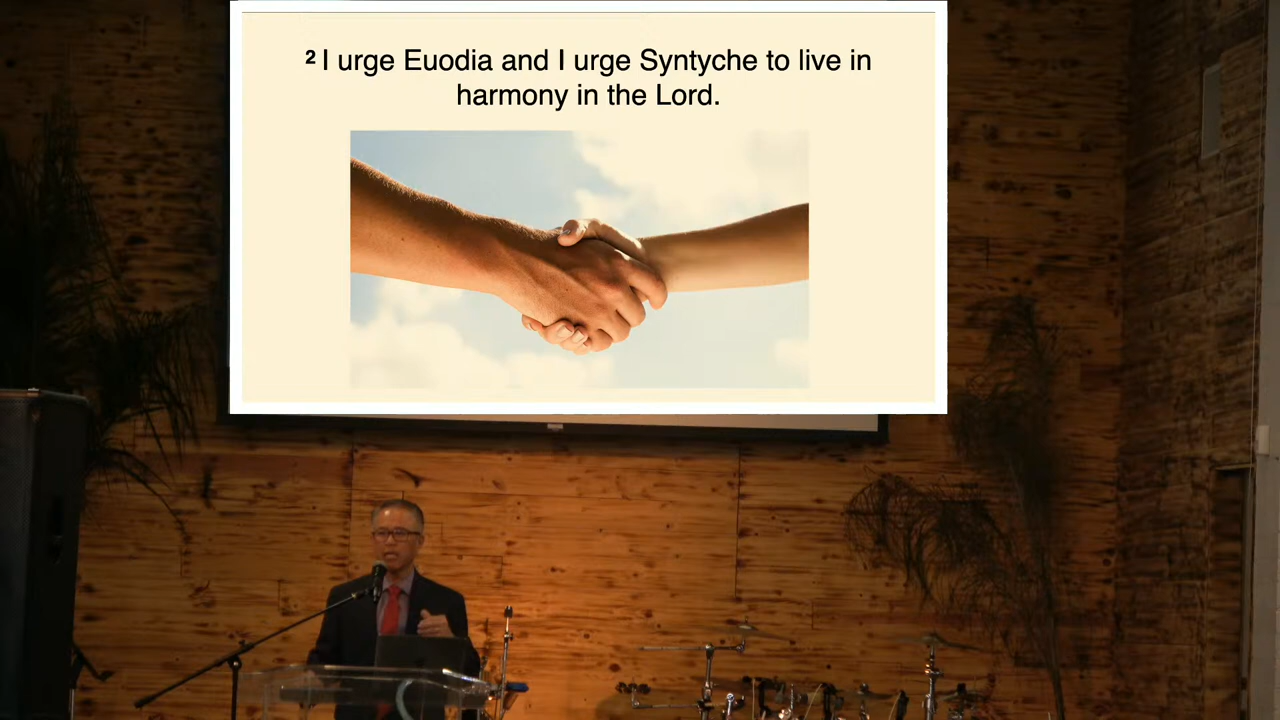 ² I urge Euodia and I urge Syntyche to live in
harmony in the Lord.